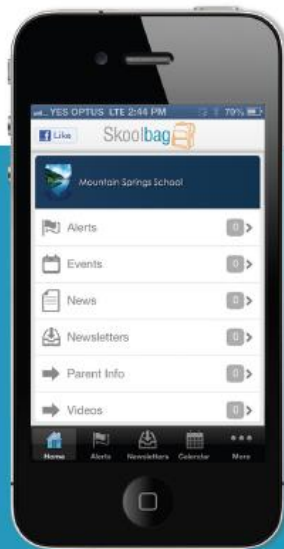 YES OPTUS LTE 2:44 PM 79%
f Like Skoolbag
Mountain Springs School
Alerts 0
Events 0
News 0
Newsletters 0
Parent Info 0
Videos 0
Home Alerts Newsletters Calendar More